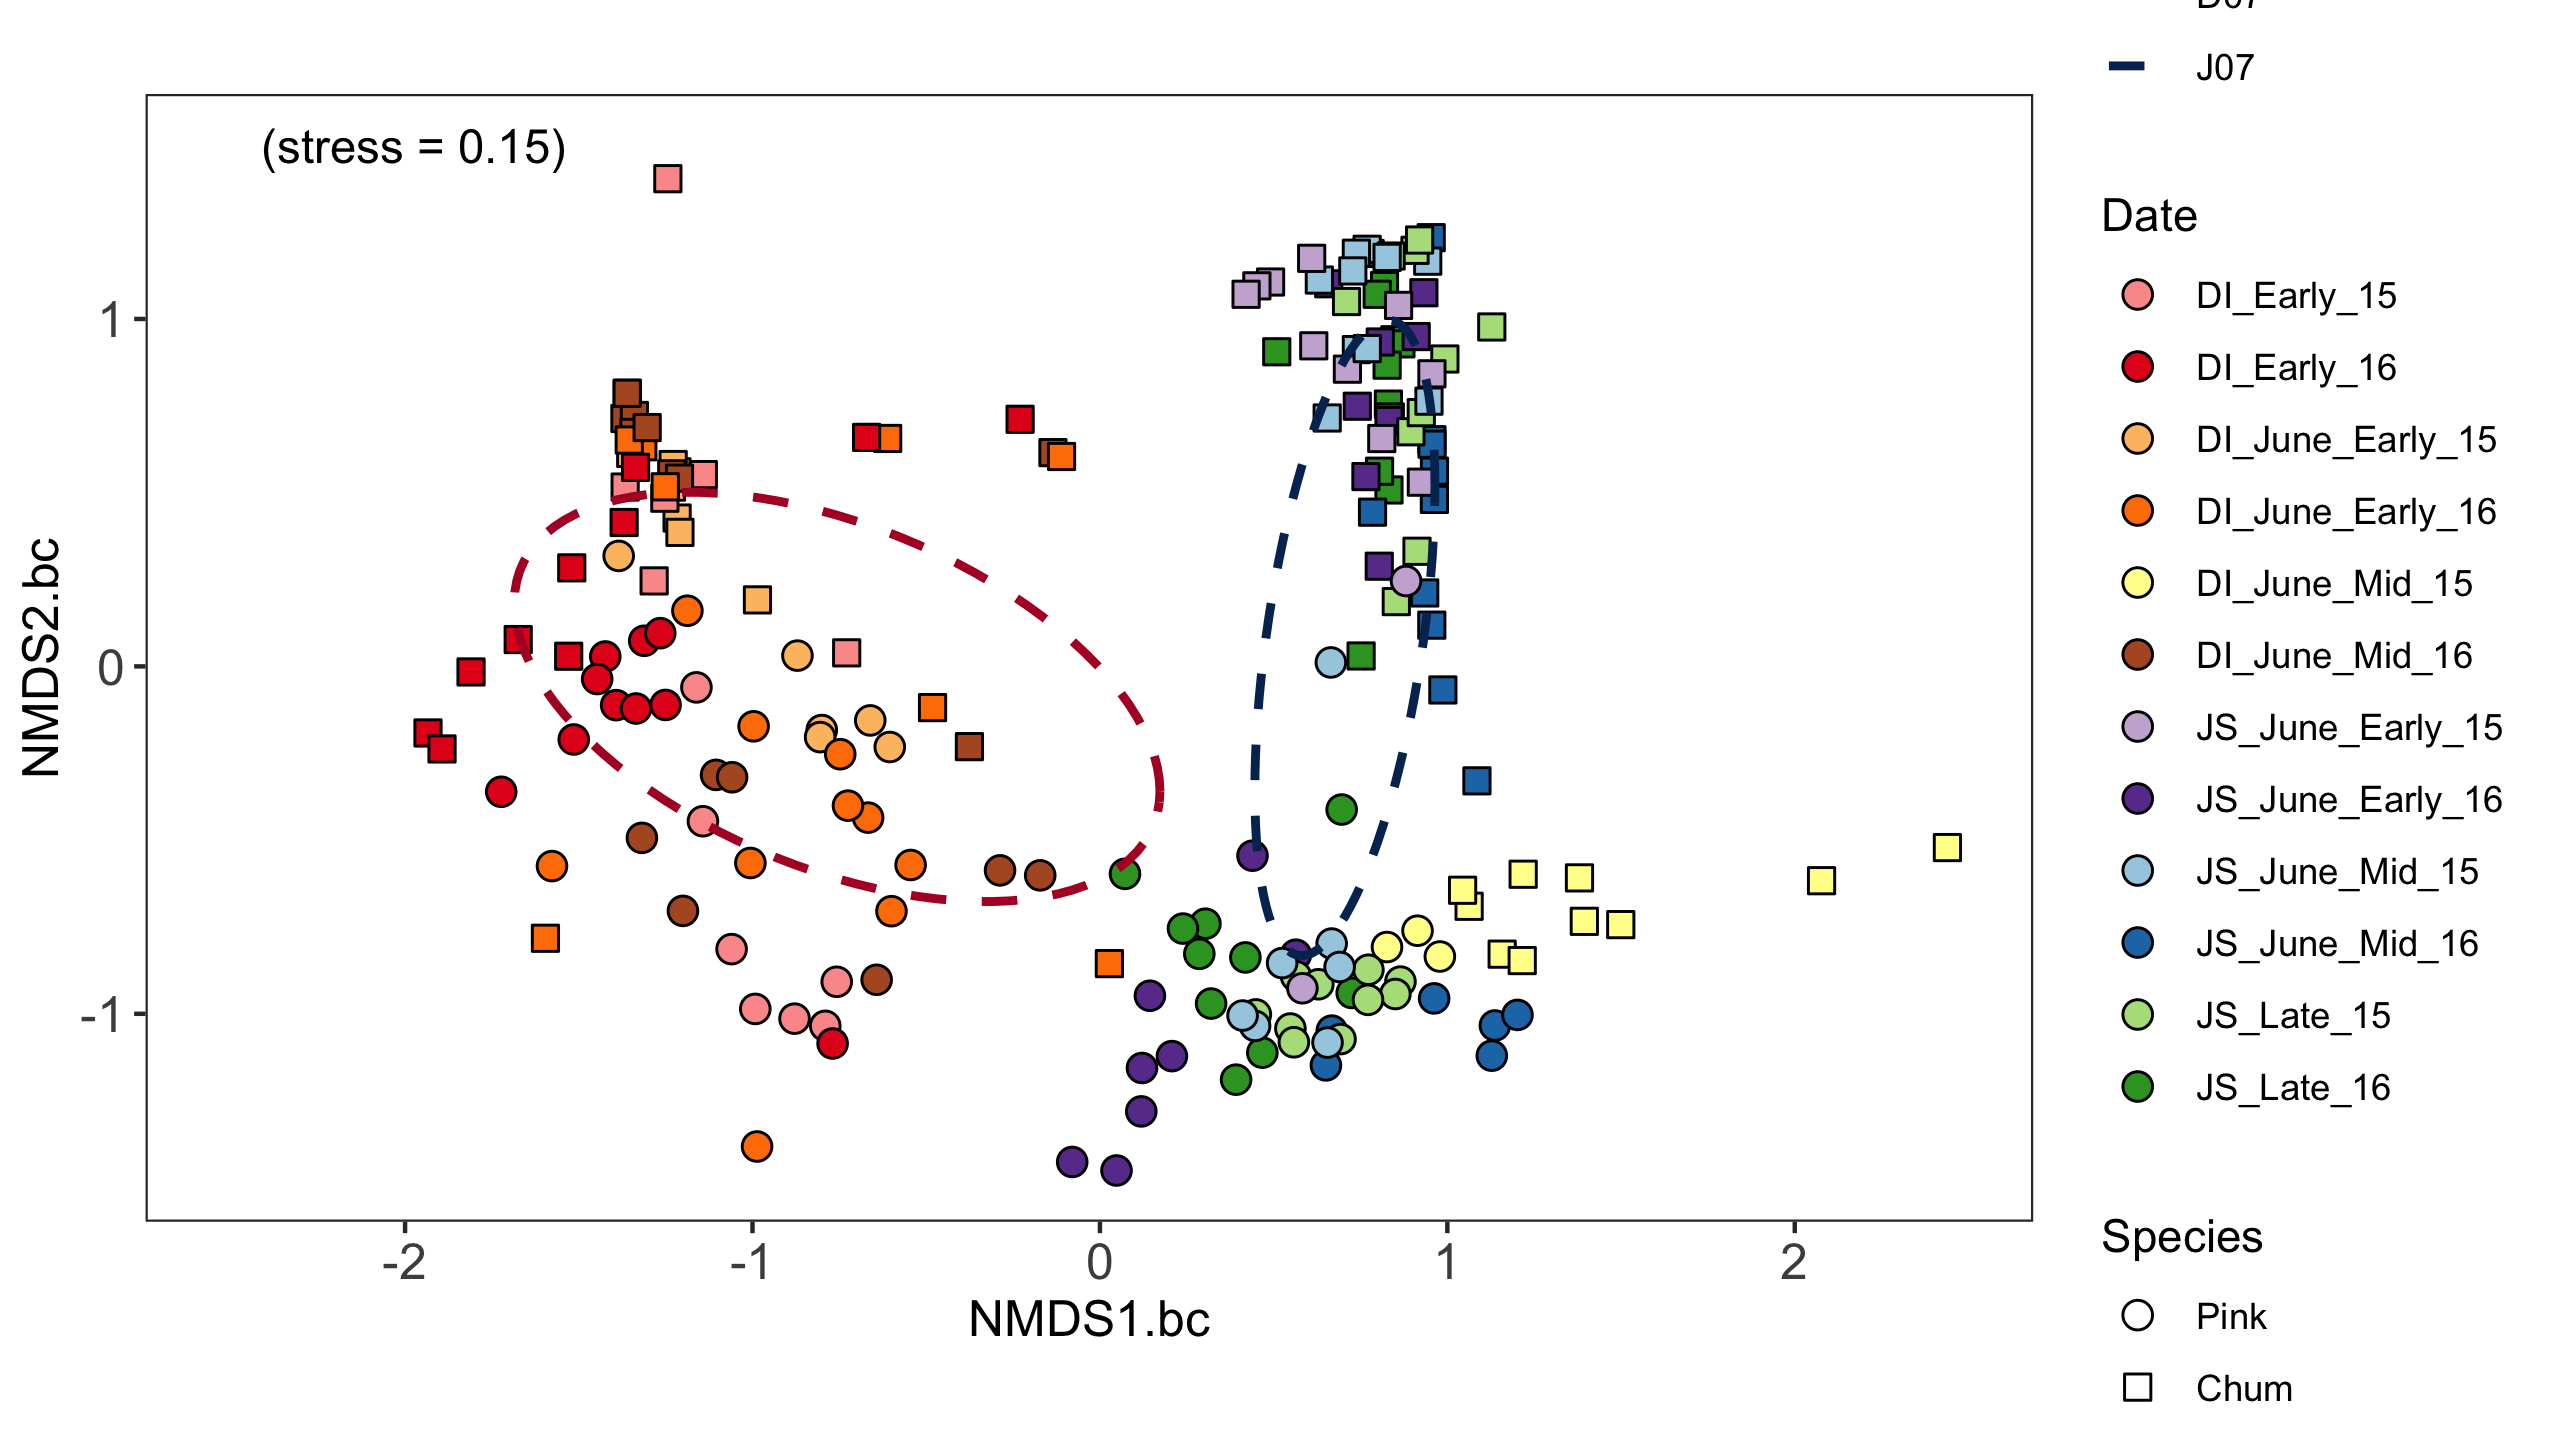 J07
(stress = 0.15)
NMDS2.bc
1
0
-1
-2
-1
0
1
2
NMDS1.bc
Date
DI_Early_15
DI_Early_16
DI_June_Early_15
DI_June_Early_16
DI_June_Mid_15
DI_June_Mid_16
JS_June_Early_15
JS_June_Early_16
JS_June_Mid_15
JS_June_Mid_16
JS_Late_15
JS_Late_16
Species
Pink
Chum